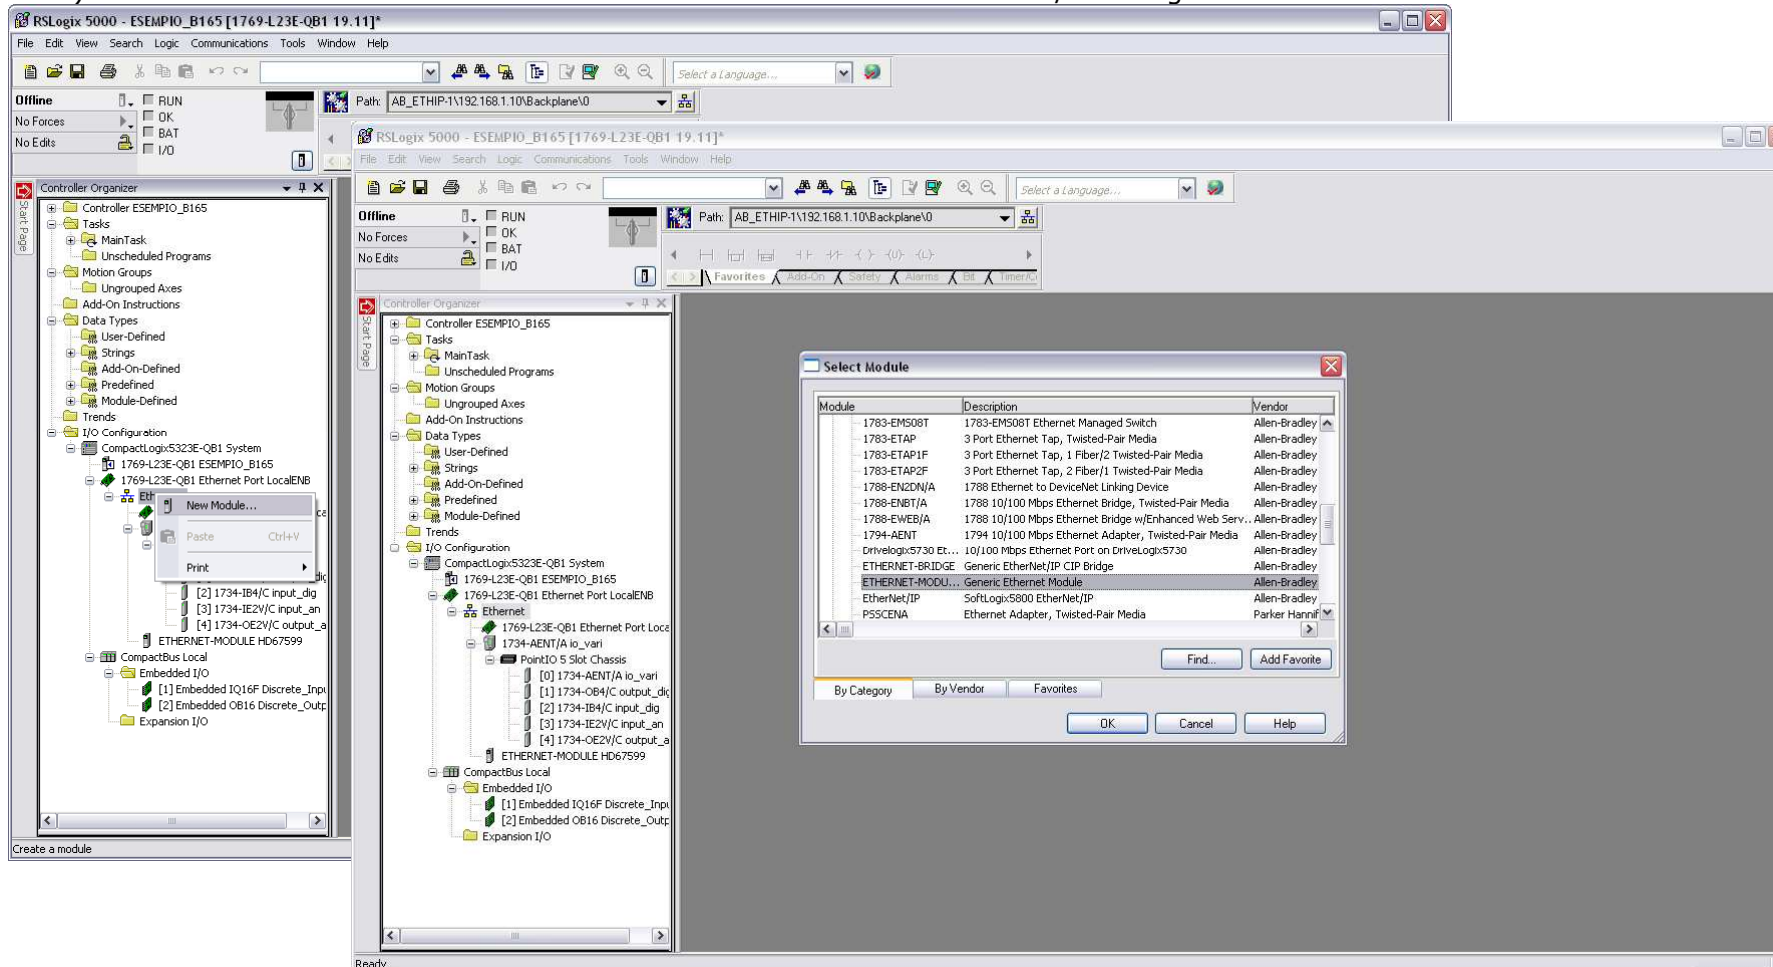 RSLogix 5000 - ESEMPIO_B165 [1769-L23E-QB1 19.11]*
File Edit View Search Logic Communications Tools Window Help
Select a Language...
Offline
RUN
Path: AB_ETHIP-1\192.168.1.10\Backplane\0
No Forces
OK
BAT
No Edits
I/O
Controller Organizer
Start Page
Controller ESEMPIO_B165
Tasks
MainTask
Unscheduled Programs
Motion Groups
Ungrouped Axes
Add-On Instructions
Data Types
User-Defined
Strings
Add-On-Defined
Predefined
Module-Defined
Trends
I/O Configuration
CompactLogix5323E-QB1 System
1769-L23E-QB1 ESEMPIO_B165
1769-L23E-QB1 Ethernet Port LocalENB
Eth
New Module...
Paste Ctrl+V
Print
[2] 1734-IB4/C input_dig
[3] 1734-IE2V/C input_an
[4] 1734-OE2V/C output_a
ETHERNET-MODULE HD67599
CompactBus Local
Embedded I/O
[1] Embedded IQ16F Discrete_Inpu
[2] Embedded OB16 Discrete_Outp
Expansion I/O
Create a module
RSLogix 5000 - ESEMPIO_B165 [1769-L23E-QB1 19.11]*
File Edit View Search Logic Communications Tools Window Help
Select a Language...
Offline
RUN
Path: AB_ETHIP-1\192.168.1.10\Backplane\0
No Forces
OK
BAT
No Edits
I/O
Favorites Add-On Safety Alarms Bit Timer/C
Controller Organizer
Start Page
Controller ESEMPIO_B165
Tasks
MainTask
Unscheduled Programs
Motion Groups
Ungrouped Axes
Add-On Instructions
Data Types
User-Defined
Strings
Add-On-Defined
Predefined
Module-Defined
Trends
I/O Configuration
CompactLogix5323E-QB1 System
1769-L23E-QB1 ESEMPIO_B165
1769-L23E-QB1 Ethernet Port LocalENB
Ethernet
1769-L23E-QB1 Ethernet Port Loca
1734-AENT/A io_vari
PointIO 5 Slot Chassis
[0] 1734-AENT/A io_vari
[1] 1734-OB4/C output_dig
[2] 1734-IB4/C input_dig
[3] 1734-IE2V/C input_an
[4] 1734-OE2V/C output_a
ETHERNET-MODULE HD67599
CompactBus Local
Embedded I/O
[1] Embedded IQ16F Discrete_Inpu
[2] Embedded OB16 Discrete_Outp
Expansion I/O
Ready
Select Module
Module Description Vendor
1783-EMS08T 1783-EMS08T Ethernet Managed Switch Allen-Bradley
1783-ETAP 3 Port Ethernet Tap, Twisted-Pair Media Allen-Bradley
1783-ETAP1F 3 Port Ethernet Tap, 1 Fiber/2 Twisted-Pair Media Allen-Bradley
1783-ETAP2F 3 Port Ethernet Tap, 2 Fiber/1 Twisted-Pair Media Allen-Bradley
1788-EN2DN/A 1788 Ethernet to DeviceNet Linking Device Allen-Bradley
1788-ENBT/A 1788 10/100 Mbps Ethernet Bridge, Twisted-Pair Media Allen-Bradley
1788-EWEB/A 1788 10/100 Mbps Ethernet Bridge w/Enhanced Web Serv... Allen-Bradley
1794-AENT 1794 10/100 Mbps Ethernet Adapter, Twisted-Pair Media Allen-Bradley
Drivelogix5730 Et... 10/100 Mbps Ethernet Port on DriveLogix5730 Allen-Bradley
ETHERNET-BRIDGE Generic EtherNet/IP CIP Bridge Allen-Bradley
ETHERNET-MODU... Generic Ethernet Module Allen-Bradley
EtherNet/IP SoftLogix5800 EtherNet/IP Allen-Bradley
PSSCENA Ethernet Adapter, Twisted-Pair Media Parker Hannif
Find... Add Favorite
By Category By Vendor Favorites
OK Cancel Help